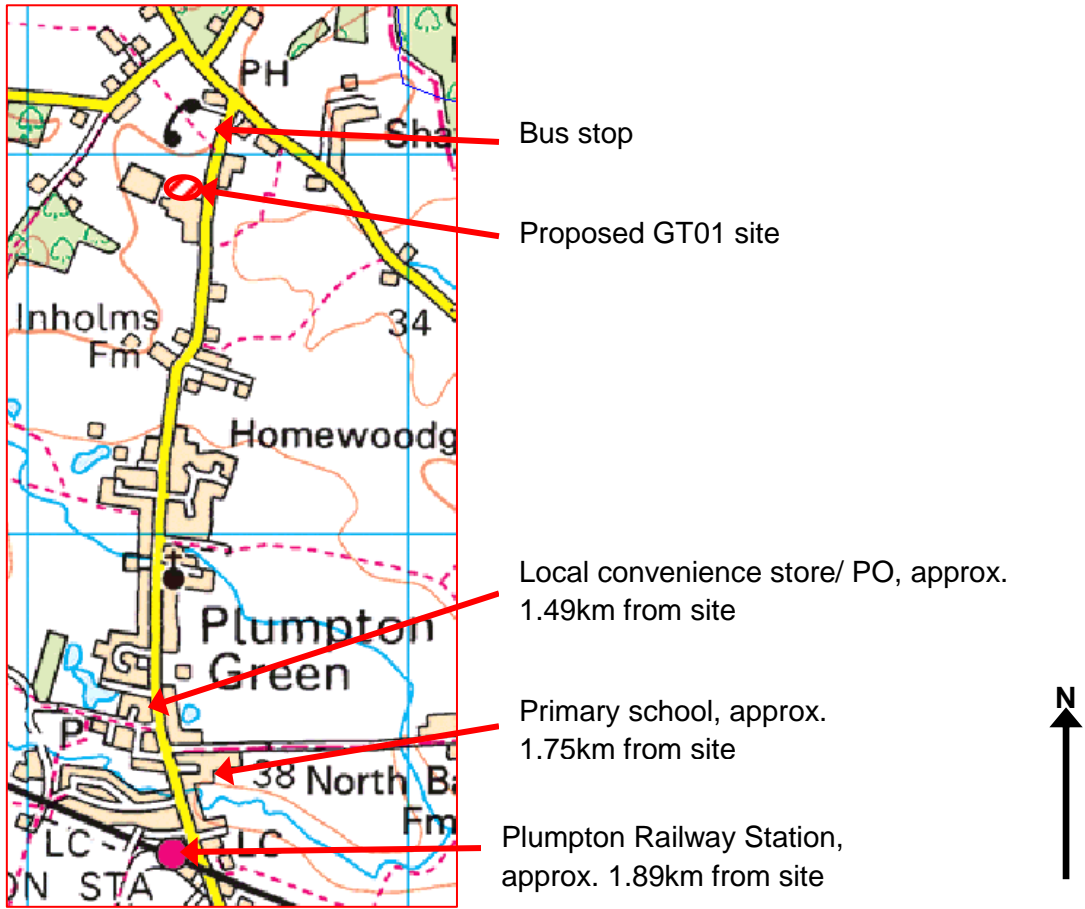 PH
Bus stop
Sha
Proposed GT01 site
Inholms
Fm
34
Homewoodg
Local convenience store/ PO, approx.
1.49km from site
Plumpton
Green
P
Primary school, approx.
1.75km from site
N
38 North Ba
Fm
LC LC
Plumpton Railway Station,
approx. 1.89km from site
ON STA